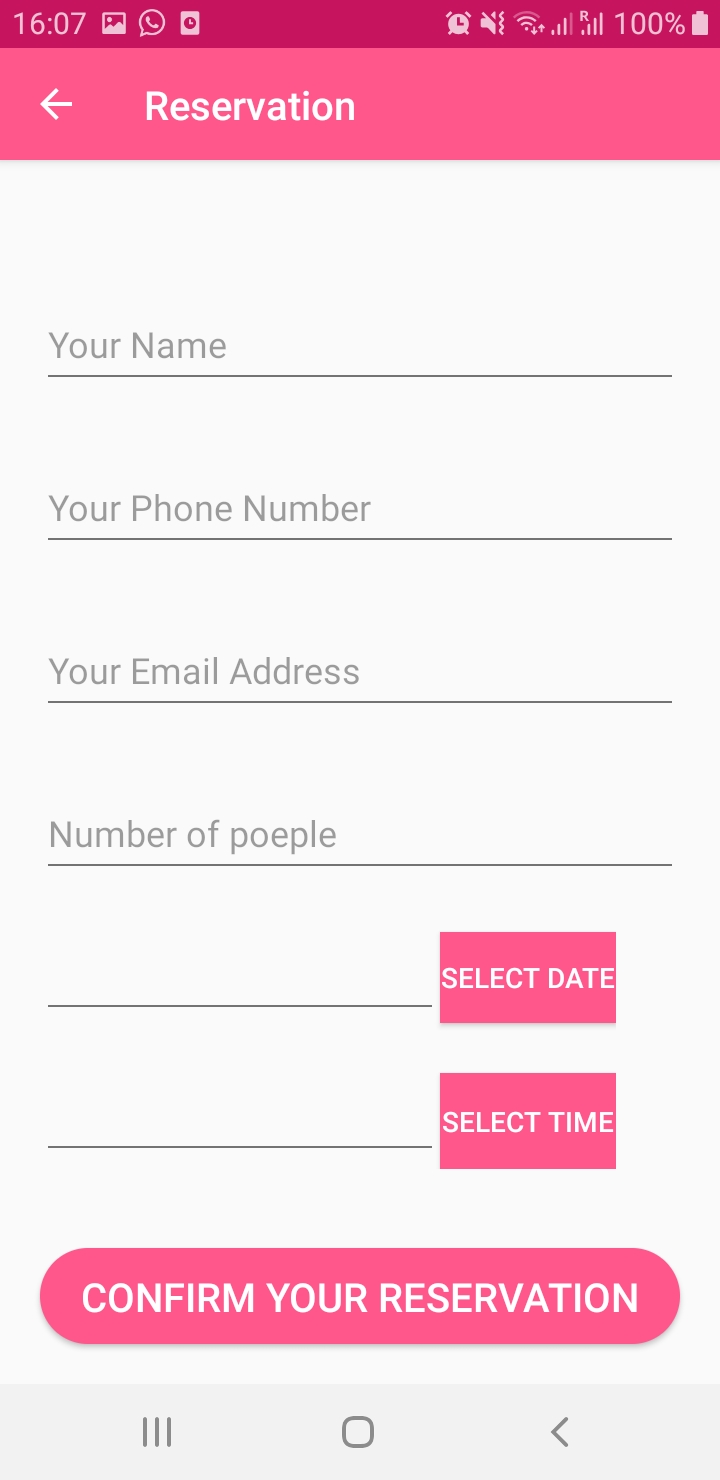 16:07 R 100%
Reservation
Your Name
Your Phone Number
Your Email Address
Number of poeple
SELECT DATE
SELECT TIME
CONFIRM YOUR RESERVATION